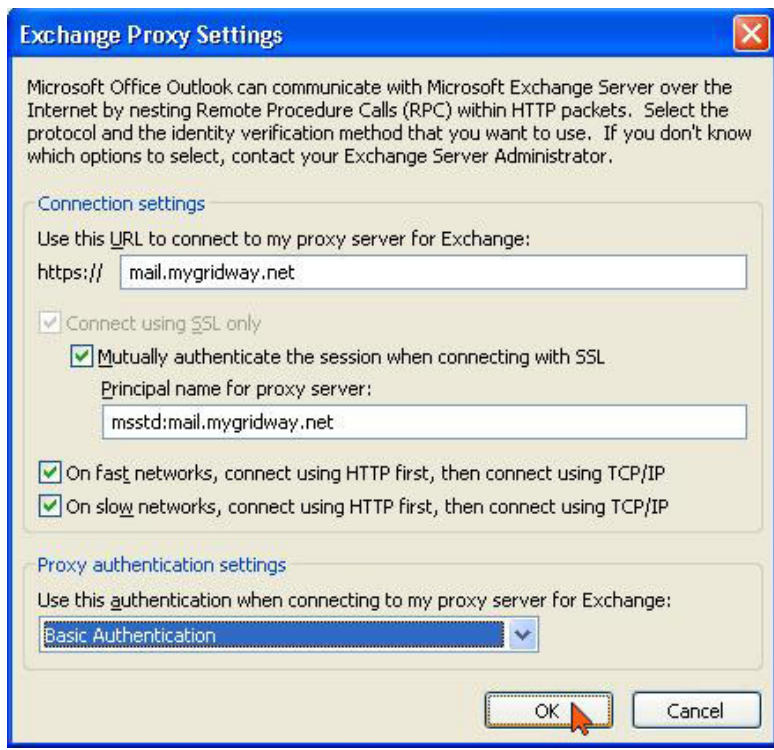 Exchange Proxy Settings
Microsoft Office Outlook can communicate with Microsoft Exchange Server over the
Internet by nesting Remote Procedure Calls (RPC) within HTTP packets.  Select the
protocol and the identity verification method that you want to use.  If you don't know
which options to select, contact your Exchange Server Administrator.
Connection settings
Use this URL to connect to my proxy server for Exchange:
https:// mail.mygridway.net
Connect using SSL only
Mutually authenticate the session when connecting with SSL
Principal name for proxy server:
msstd:mail.mygridway.net
On fast networks, connect using HTTP first, then connect using TCP/IP
On slow networks, connect using HTTP first, then connect using TCP/IP
Proxy authentication settings
Use this authentication when connecting to my proxy server for Exchange:
Basic Authentication
OK Cancel